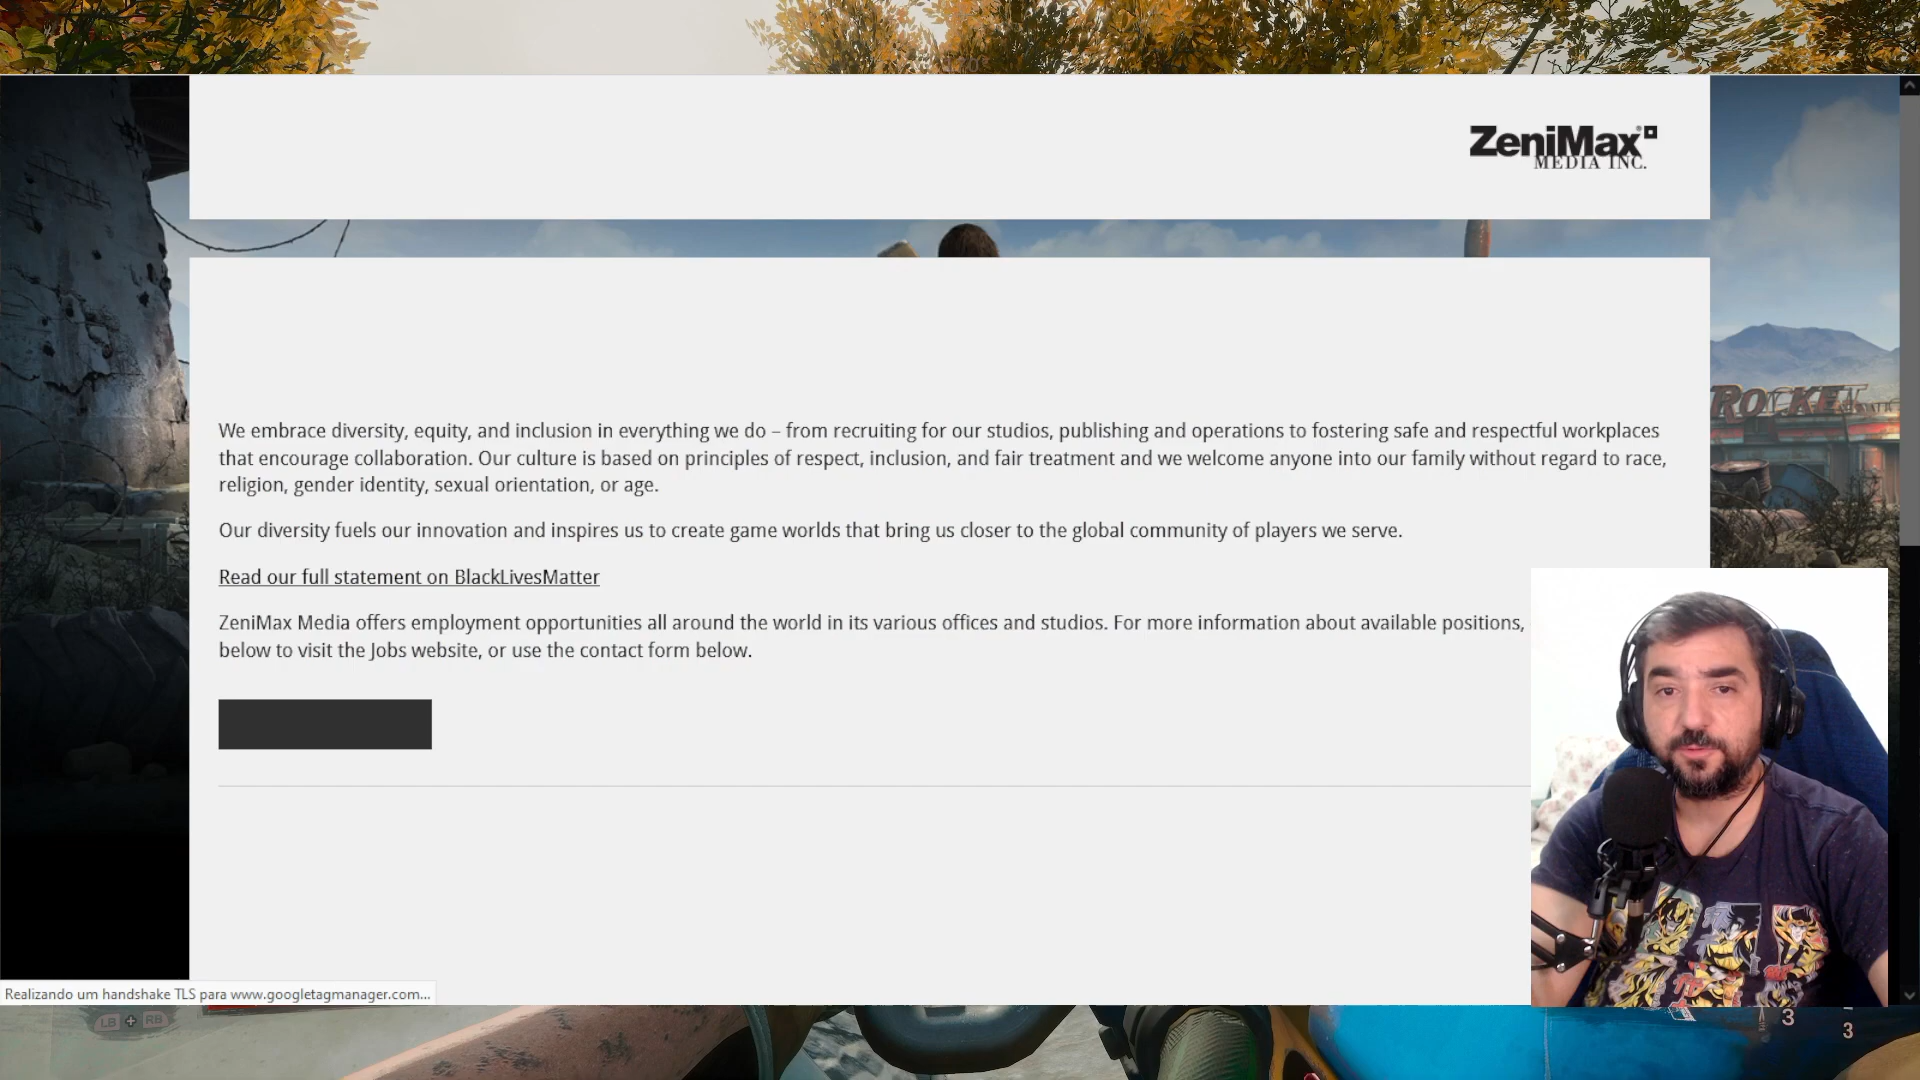 ZeniMax
MEDIA INC.
We embrace diversity, equity, and inclusion in everything we do – from recruiting for our studios, publishing and operations to fostering safe and respectful workplaces
that encourage collaboration. Our culture is based on principles of respect, inclusion, and fair treatment and we welcome anyone into our family without regard to race,
religion, gender identity, sexual orientation, or age.
Our diversity fuels our innovation and inspires us to create game worlds that bring us closer to the global community of players we serve.
Read our full statement on BlackLivesMatter
ZeniMax Media offers employment opportunities all around the world in its various offices and studios. For more information about available positions,
below to visit the Jobs website, or use the contact form below.
Realizando um handshake TLS para www.googletagmanager.com...
LB + RB
3
3